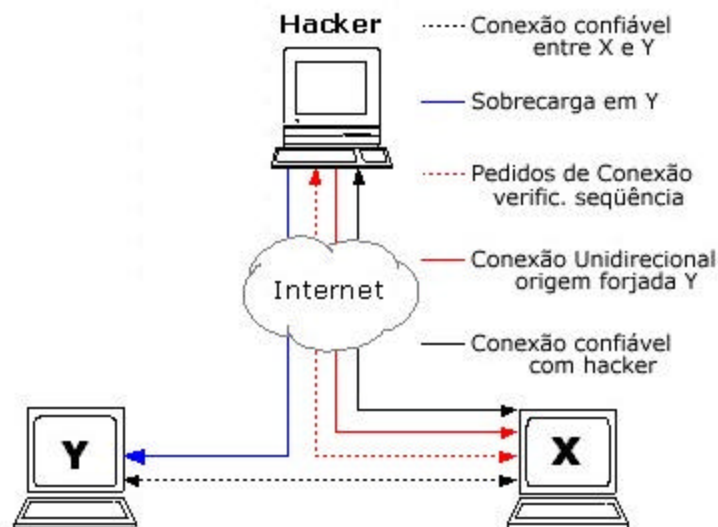 Hacker
Conexão confiável
entre X e Y
Sobrecarga em Y
Pedidos de Conexão
verific. seqüência
Conexão Unidirecional
origem forjada Y
Conexão confiável
com hacker
Internet
Y
X